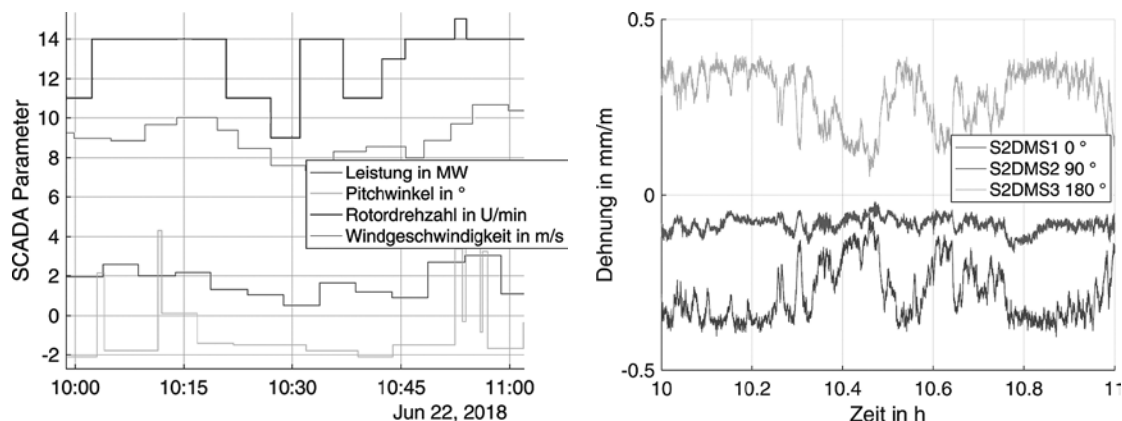 SCADA Parameter
14
12
10
8
6
4
2
0
-2
Leistung in MW
Pitchwinkel in °
Rotordrehzahl in U/min
Windgeschwindigkeit in m/s
10:00 10:15 10:30 10:45 11:00
Jun 22, 2018
Dehnung in mm/m
0.5
0
-0.5
S2DMS1 0 °
S2DMS2 90 °
S2DMS3 180 °
10 10.2 10.4 10.6 10.8 11
Zeit in h